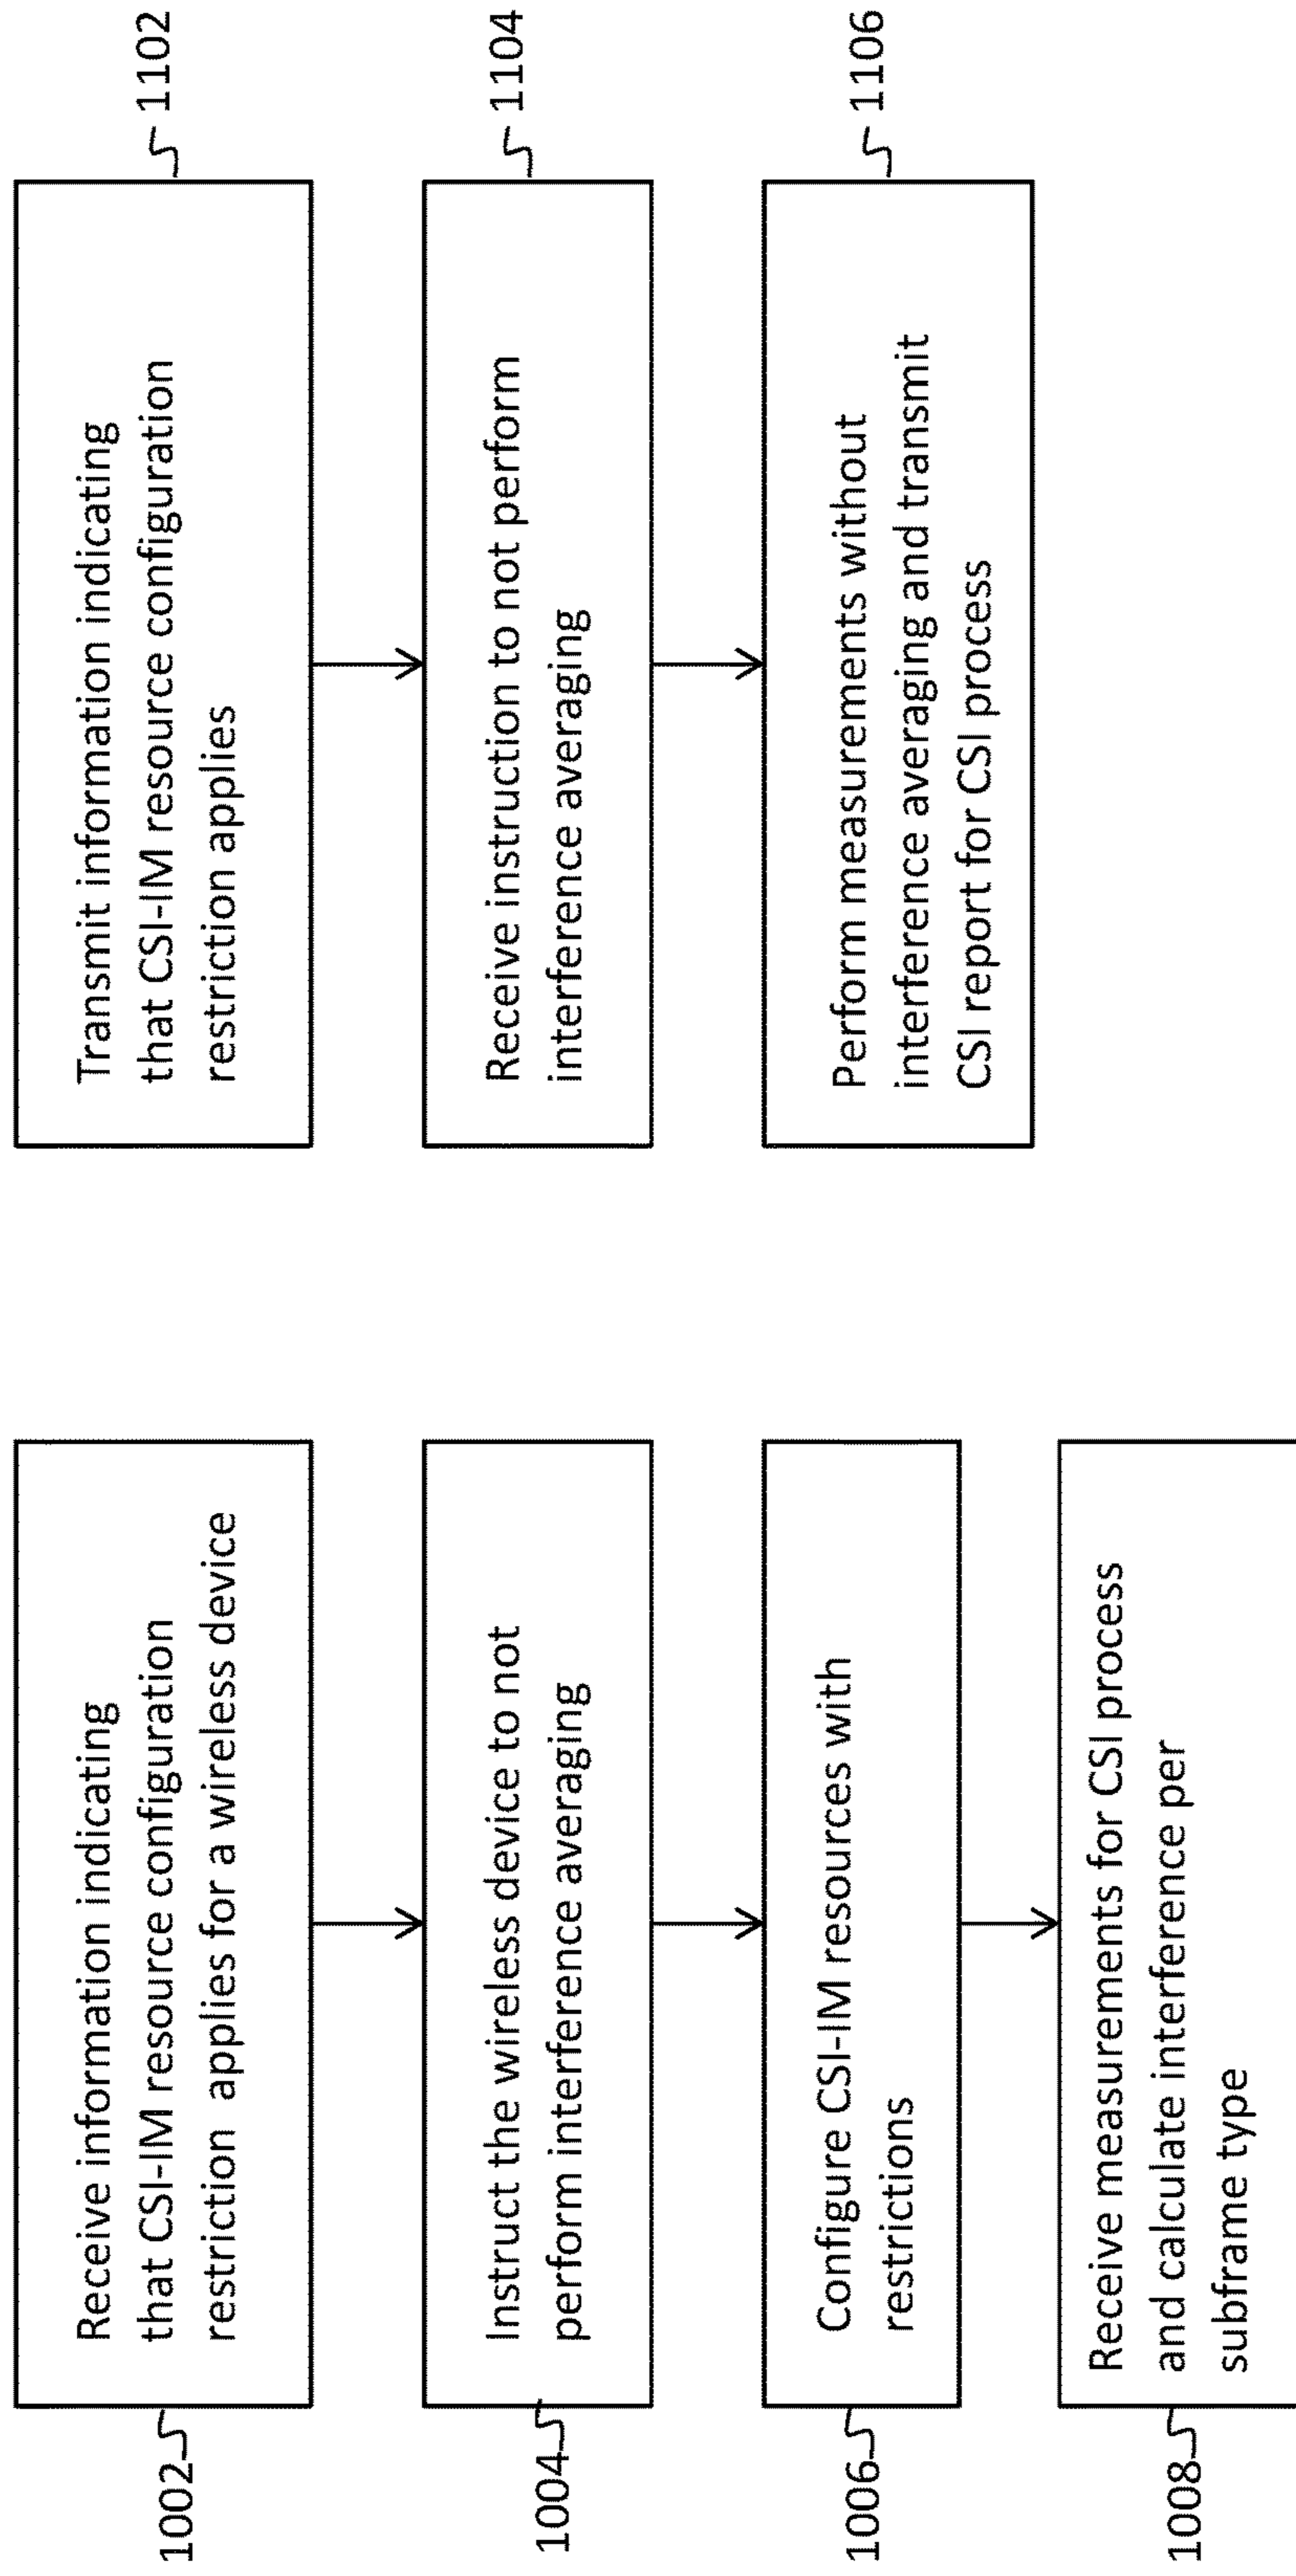 1002
Receive information indicating
that CSI-IM resource configuration
restriction applies for a wireless device
1004
Instruct the wireless device to not
perform interference averaging
1006
Configure CSI-IM resources with
restrictions
1008
Receive measurements for CSI process
and calculate interference per
subframe type
Transmit information indicating
that CSI-IM resource configuration
restriction applies
1102
Receive instruction to not perform
interference averaging
1104
Perform measurements without
interference averaging and transmit
CSI report for CSI process
1106